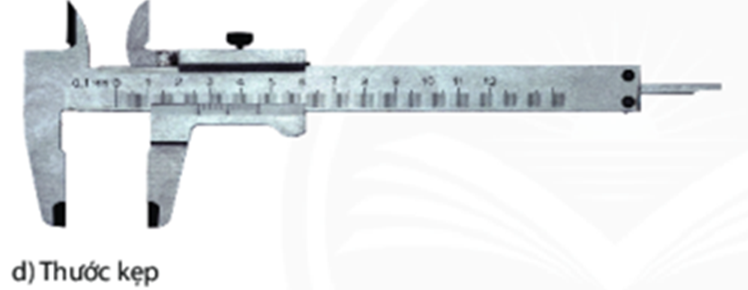 0,1 mm 0 1 2 3 4 5 6 7 8 9 10 11 12
d) Thước kẹp